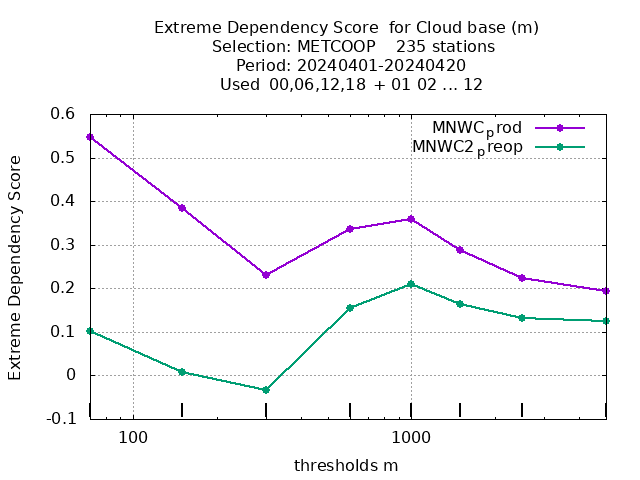 Extreme Dependency Score  for Cloud base (m)
Selection: METCOOP    235 stations
Period: 20240401-20240420
Used  00,06,12,18  + 01 02 ... 12
MNWCprod
MNWC2preop
Extreme Dependency Score
0.6
0.5
0.4
0.3
0.2
0.1
0
-0.1
100
1000
thresholds m